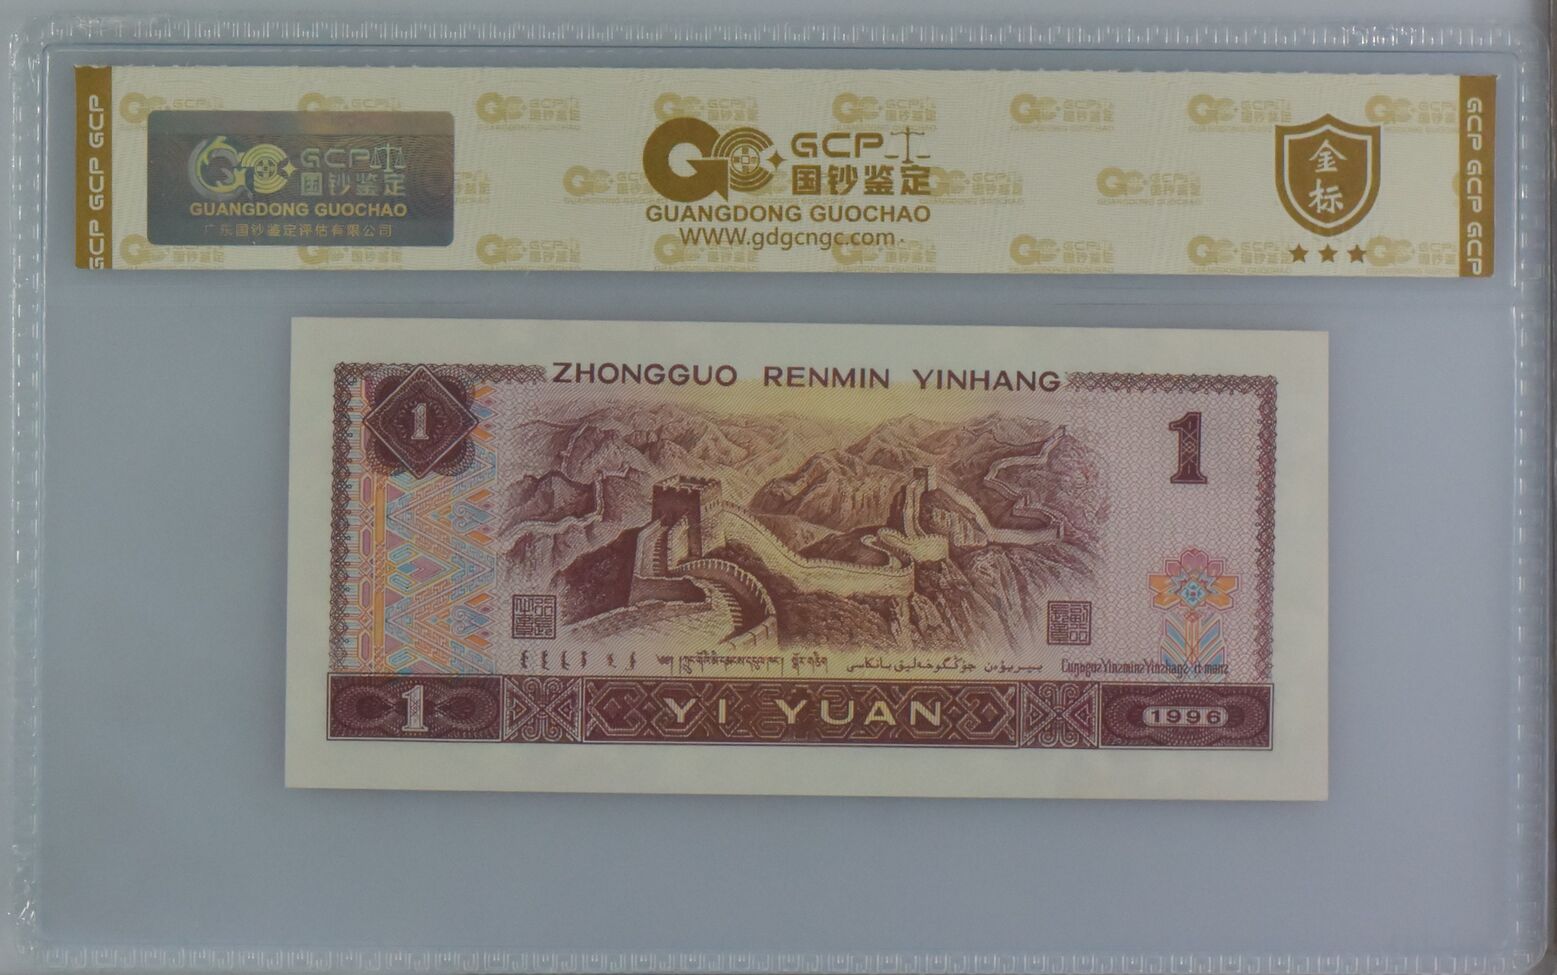 GCP GCP GCP
GCP
国钞鉴定
GUANGDONG GUOCHAO
广东国钞鉴定评估有限公司
GCP
国钞鉴定
GUANGDONG GUOCHAO
WWW.gdgcngc.com
金
标
GCP GCP GCP
ZHONGGUO RENMIN YINHANG
1
1
1
YI YUAN
1996